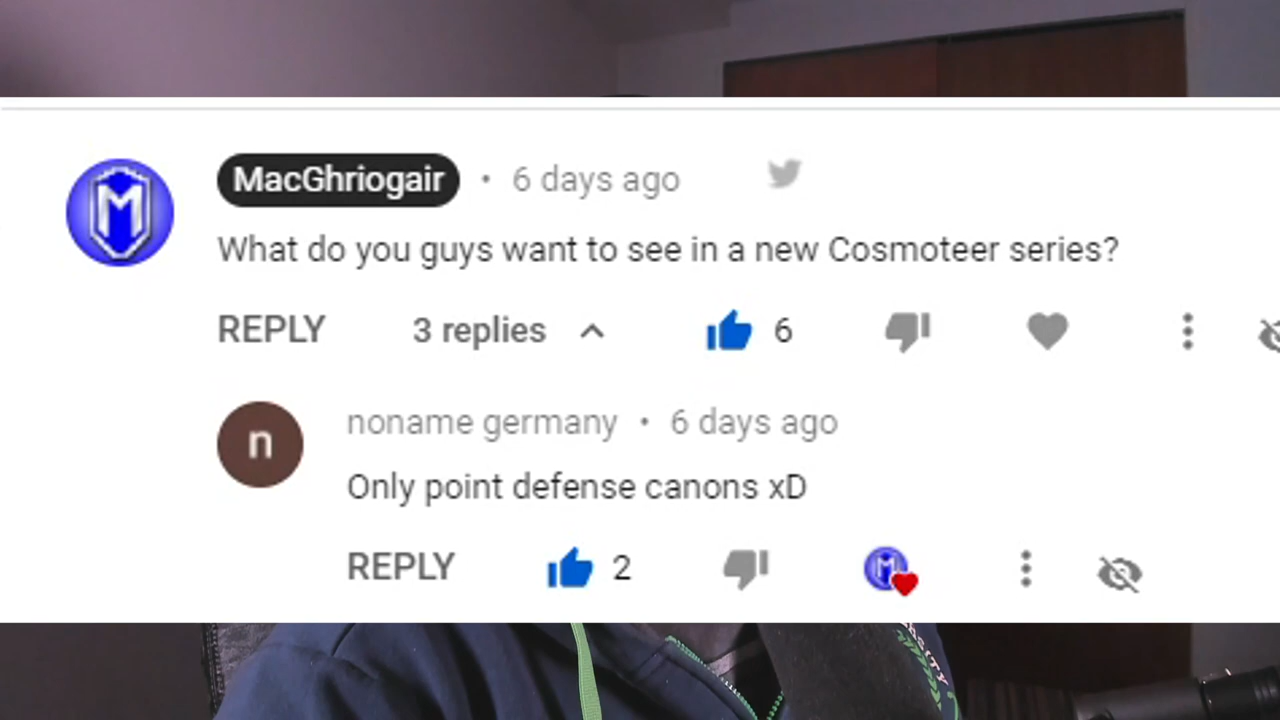 MacGhriogair • 6 days ago
What do you guys want to see in a new Cosmoteer series?
REPLY 3 replies 6
n
noname germany • 6 days ago
Only point defense canons xD
REPLY 2